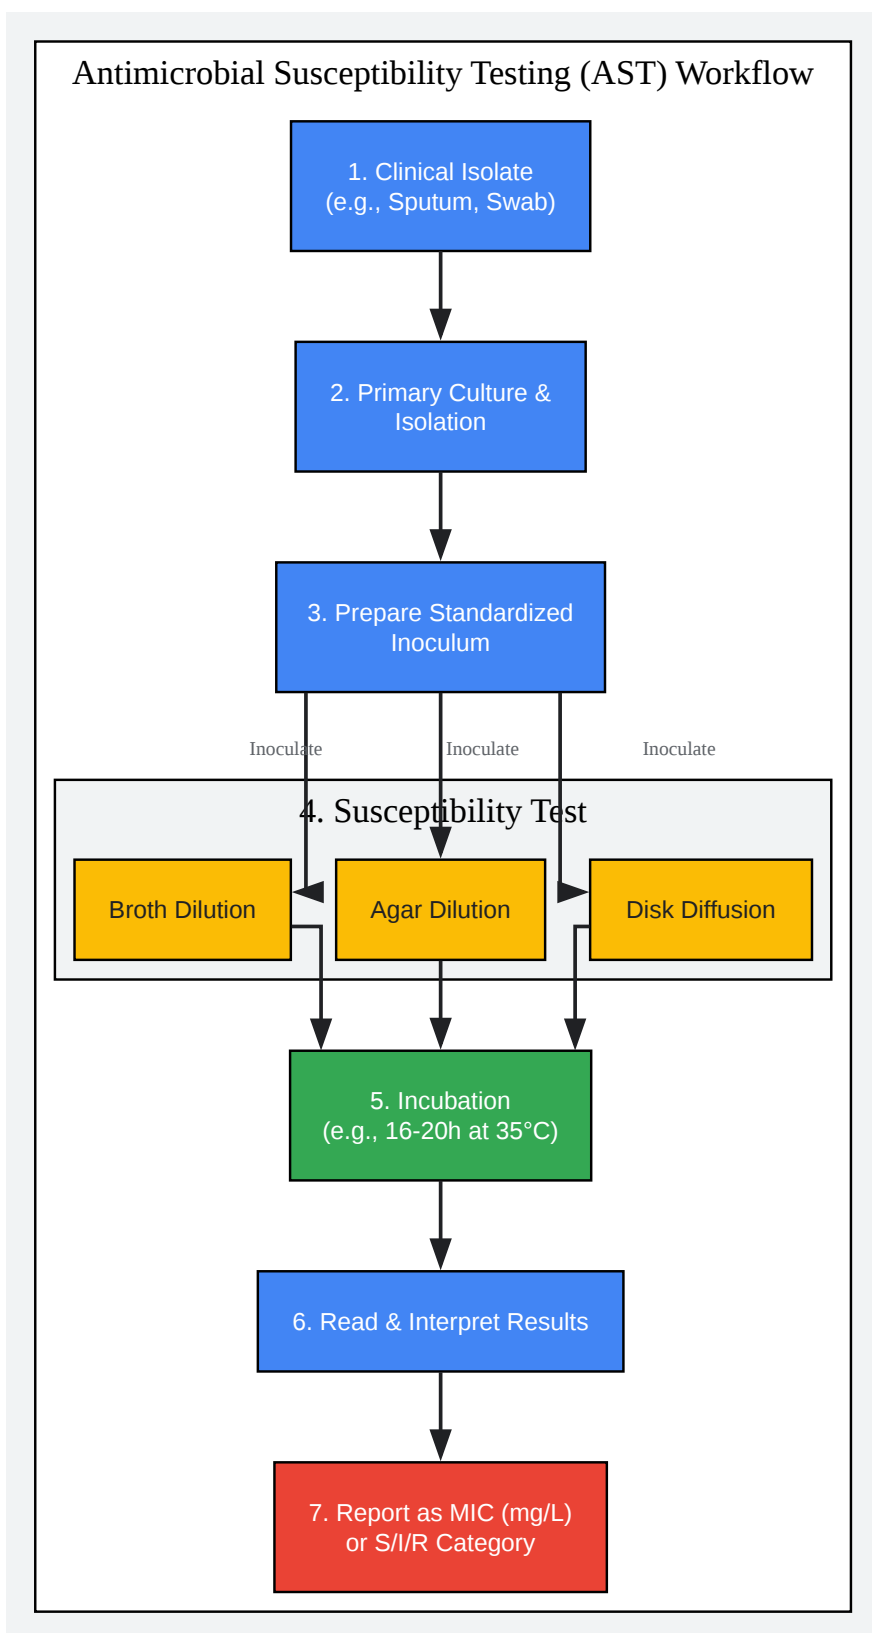 Antimicrobial Susceptibility Testing (AST) Workflow
1. Clinical Isolate
(e.g., Sputum, Swab)
2. Primary Culture &
Isolation
3. Prepare Standardized
Inoculum
Inoculate
Inoculate
Inoculate
4. Susceptibility Test
Broth Dilution
Agar Dilution
Disk Diffusion
5. Incubation
(e.g., 16-20h at 35°C)
6. Read & Interpret Results
7. Report as MIC (mg/L)
or S/I/R Category